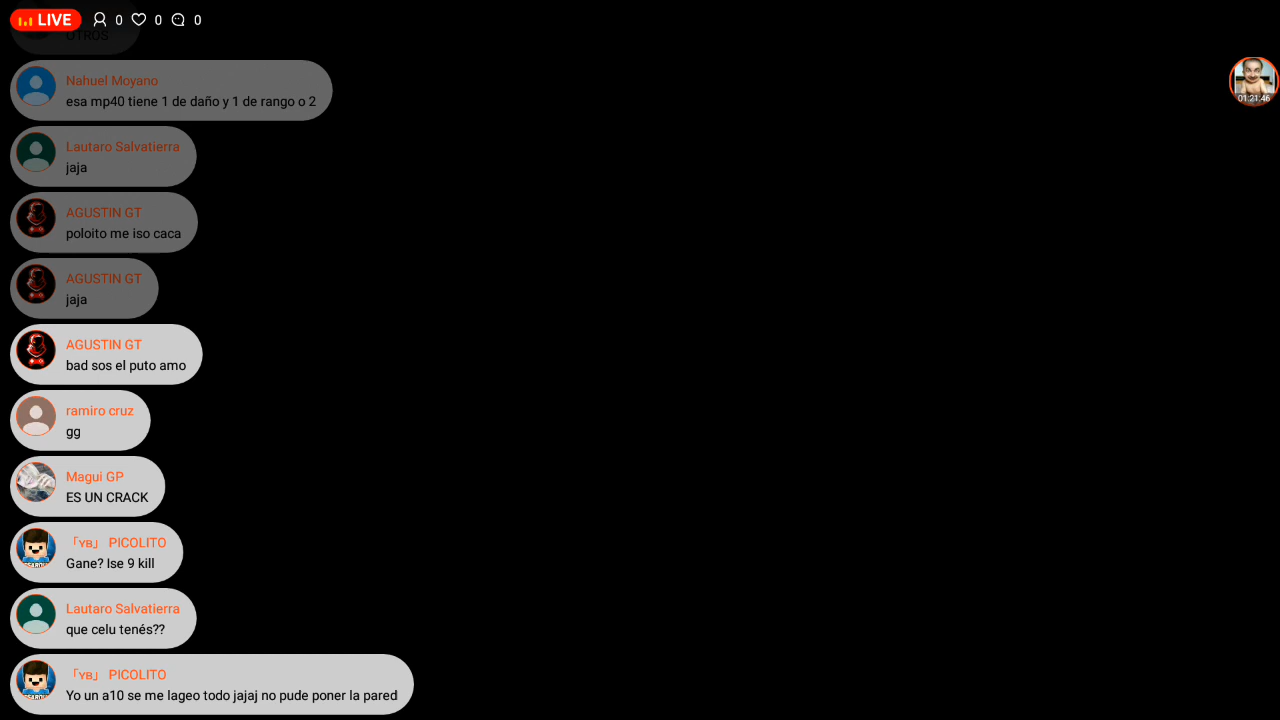 LIVE 0 0 0
OTROS
Nahuel Moyano
esa mp40 tiene 1 de daño y 1 de rango o 2
01:21:46
Lautaro Salvatierra
jaja
AGUSTIN GT
poloito me iso caca
AGUSTIN GT
jaja
AGUSTIN GT
bad sos el puto amo
ramiro cruz
gg
Magui GP
ES UN CRACK
「ʏʙ」 PICOLITO
Gane? Ise 9 kill
Lautaro Salvatierra
que celu tenés??
「ʏʙ」 PICOLITO
Yo un a10 se me lageo todo jajaj no pude poner la pared